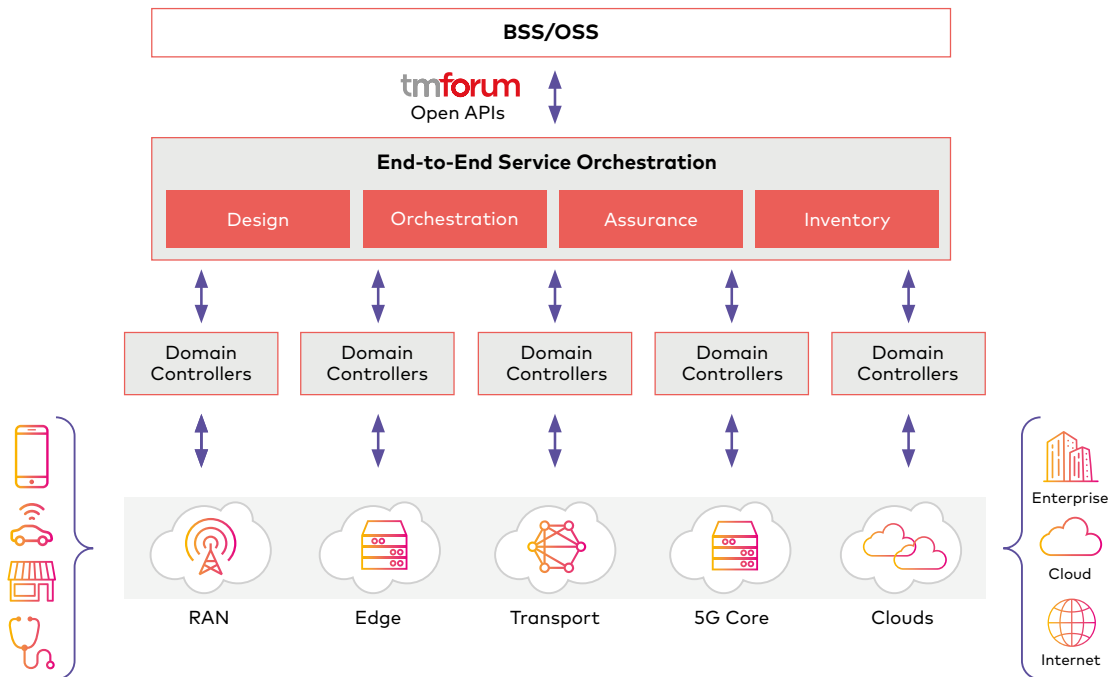 BSS/OSS
tmforum
Open APIs
End-to-End Service Orchestration
Design
Orchestration
Assurance
Inventory
Domain
Controllers
Domain
Controllers
Domain
Controllers
Domain
Controllers
Domain
Controllers
Enterprise
Cloud
Internet
RAN
Edge
Transport
5G Core
Clouds